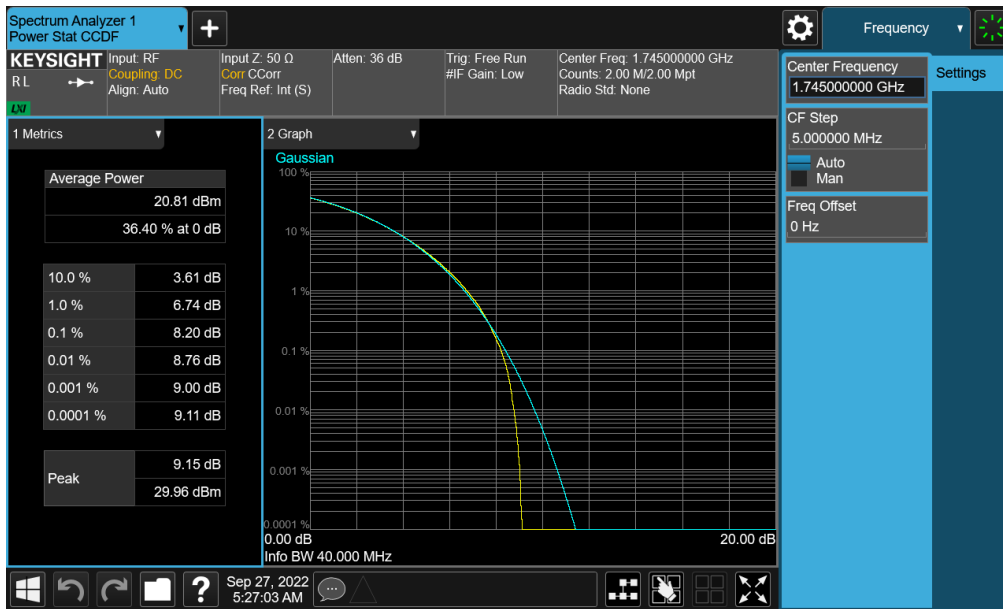 Spectrum Analyzer 1
Power Stat CCDF
Frequency
KEYSIGHT
R L
LXI
Input: RF
Coupling: DC
Align: Auto
Input Z: 50 Ω
Corr CCorr
Freq Ref: Int (S)
Atten: 36 dB
Trig: Free Run
#IF Gain: Low
Center Freq: 1.745000000 GHz
Counts: 2.00 M/2.00 Mpt
Radio Std: None
Center Frequency
1.745000000 GHz
Settings
CF Step
5.000000 MHz
Auto
Man
Freq Offset
0 Hz
1 Metrics
Average Power
20.81 dBm
36.40 % at 0 dB
10.0 % 3.61 dB
1.0 % 6.74 dB
0.1 % 8.20 dB
0.01 % 8.76 dB
0.001 % 9.00 dB
0.0001 % 9.11 dB
Peak
9.15 dB
29.96 dBm
2 Graph
Gaussian
100 %
10 %
1 %
0.1 %
0.01 %
0.001 %
0.0001 %
0.00 dB 20.00 dB
Info BW 40.000 MHz
?
Sep 27, 2022
5:27:03 AM